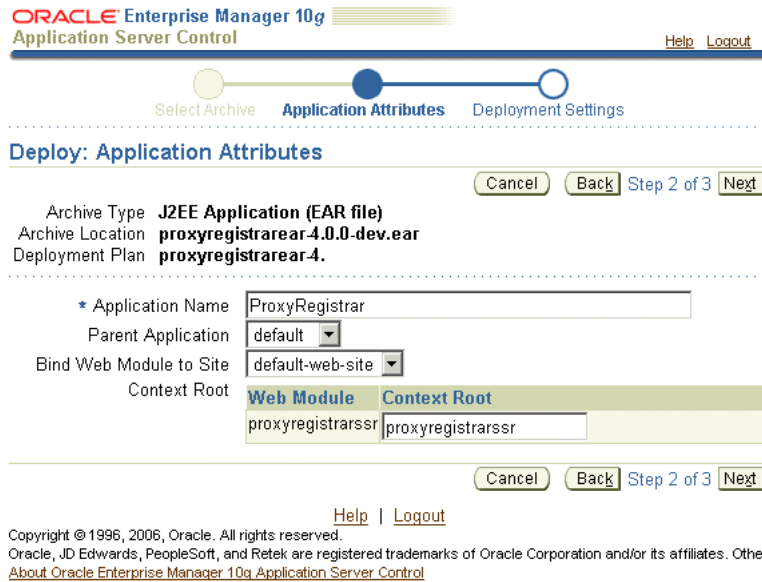 ORACLE Enterprise Manager 10g
Application Server Control
Help Logout
Select Archive Application Attributes Deployment Settings
Deploy: Application Attributes
Cancel Back Step 2 of 3 Next
Archive Type J2EE Application (EAR file)
Archive Location proxyregistrarear-4.0.0-dev.ear
Deployment Plan proxyregistrarear-4.
* Application Name ProxyRegistrar
Parent Application default
Bind Web Module to Site default-web-site
Context Root
Web Module Context Root
proxyregistrarssr proxyregistrarssr
Cancel Back Step 2 of 3 Next
Help | Logout
Copyright © 1996, 2006, Oracle. All rights reserved.
Oracle, JD Edwards, PeopleSoft, and Retek are registered trademarks of Oracle Corporation and/or its affiliates. Othe
About Oracle Enterprise Manager 10g Application Server Control